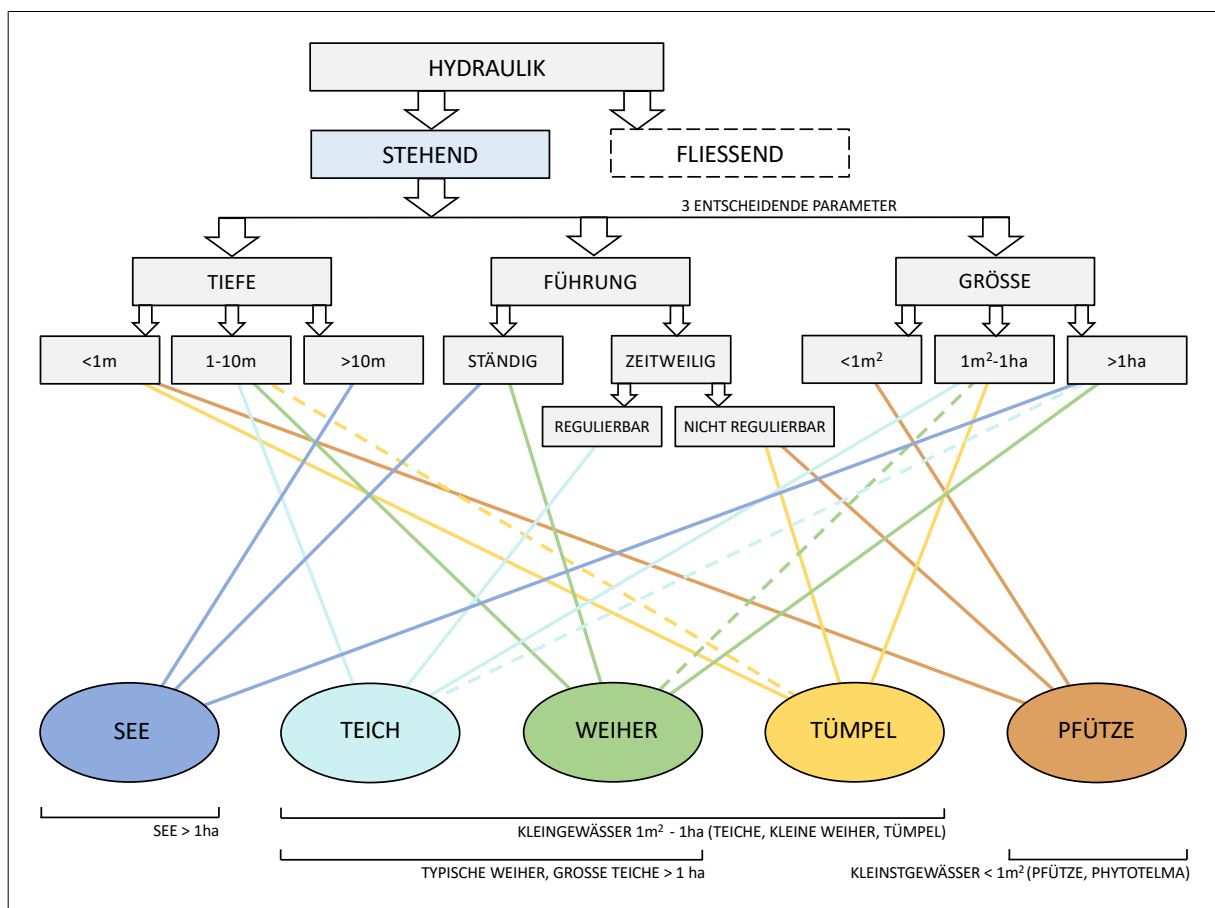 HYDRAULIK
STEHEND
FLIESSEND
3 ENTSCHEIDENDE PARAMETER
TIEFE
FÜHRUNG
GRÖSSE
<1m
1-10m
>10m
STÄNDIG
ZEITWEILIG
<1m²
1m²-1ha
>1ha
REGULIERBAR
NICHT REGULIERBAR
SEE
TEICH
WEIHER
TÜMPEL
PFÜTZE
SEE > 1ha
KLEINGEWÄSSER 1m² - 1ha (TEICHE, KLEINE WEIHER, TÜMPEL)
TYPISCHE WEIHER, GROSSE TEICHE > 1 ha
KLEINSTGEWÄSSER < 1m² (PFÜTZE, PHYTOTELMA)